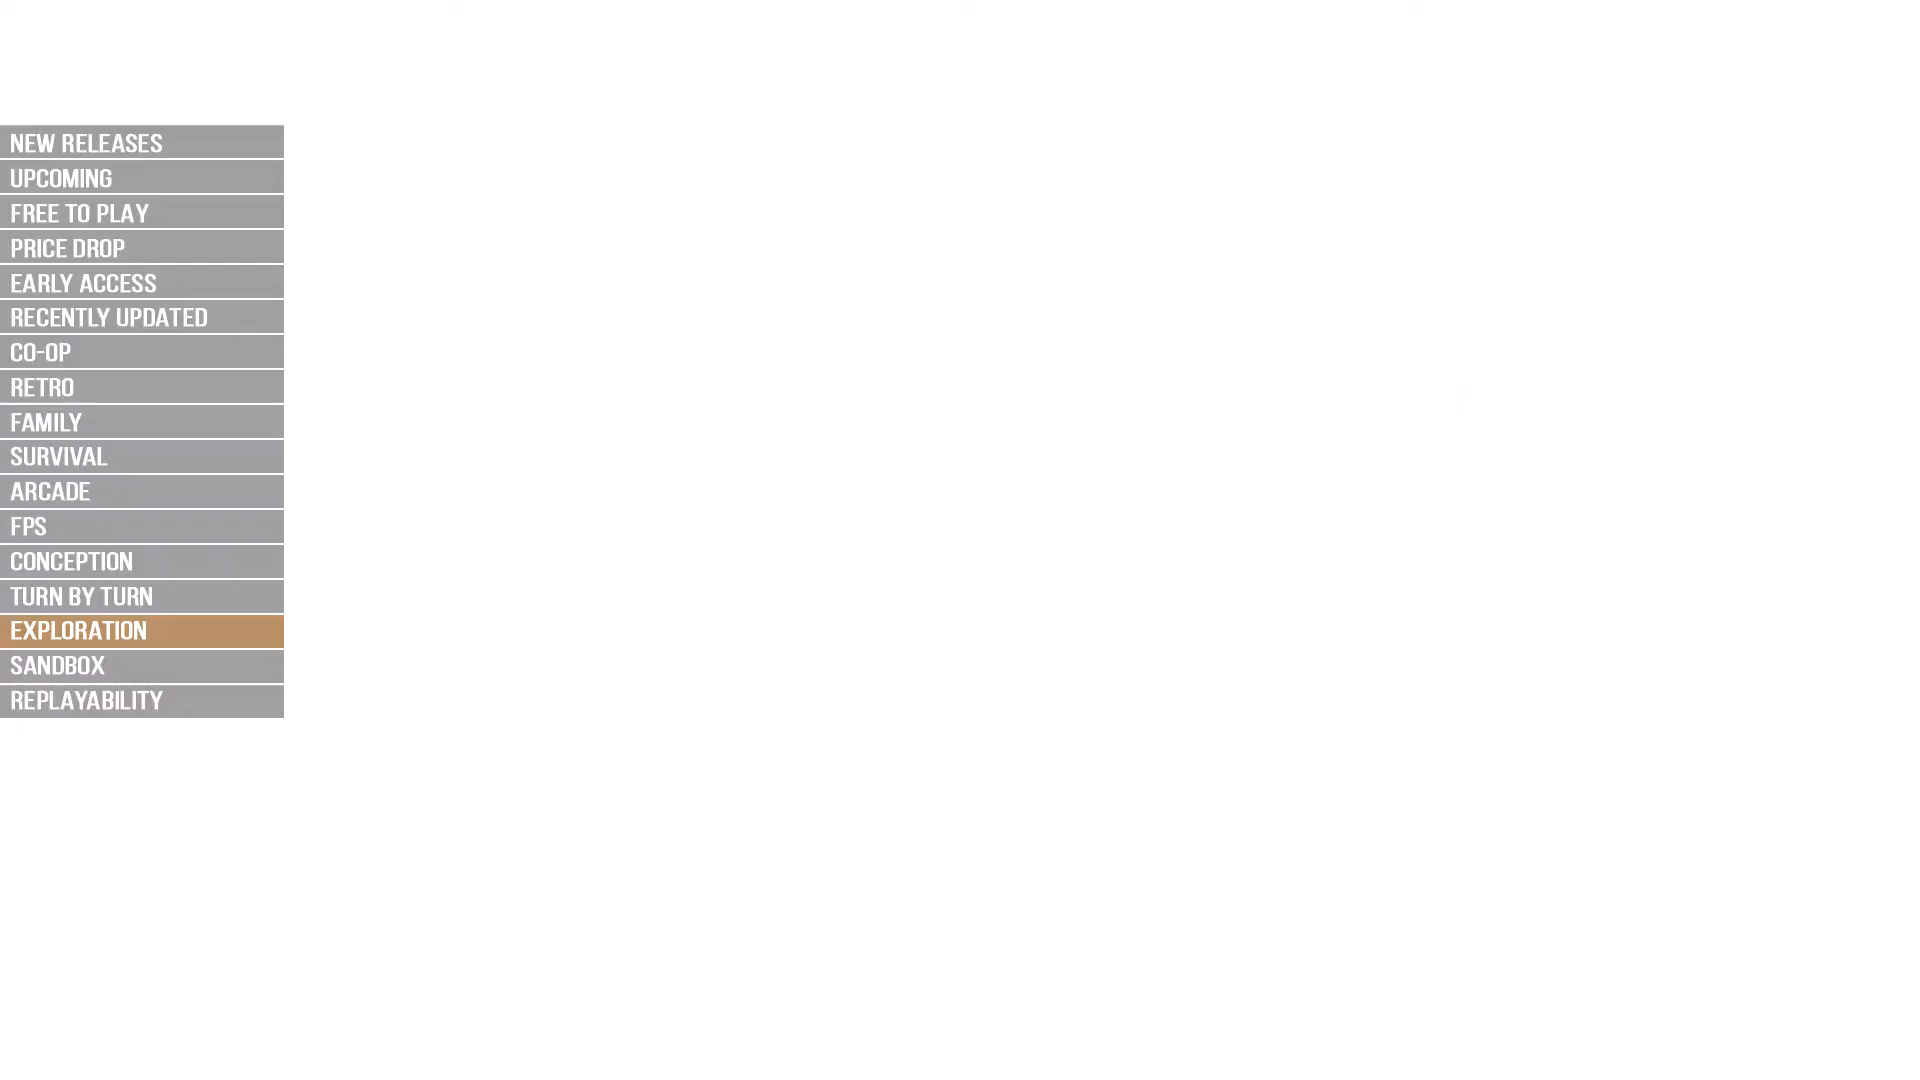 NEW RELEASES
UPCOMING
FREE TO PLAY
PRICE DROP
EARLY ACCESS
RECENTLY UPDATED
CO-OP
RETRO
FAMILY
SURVIVAL
ARCADE
FPS
CONCEPTION
TURN BY TURN
EXPLORATION
SANDBOX
REPLAYABILITY